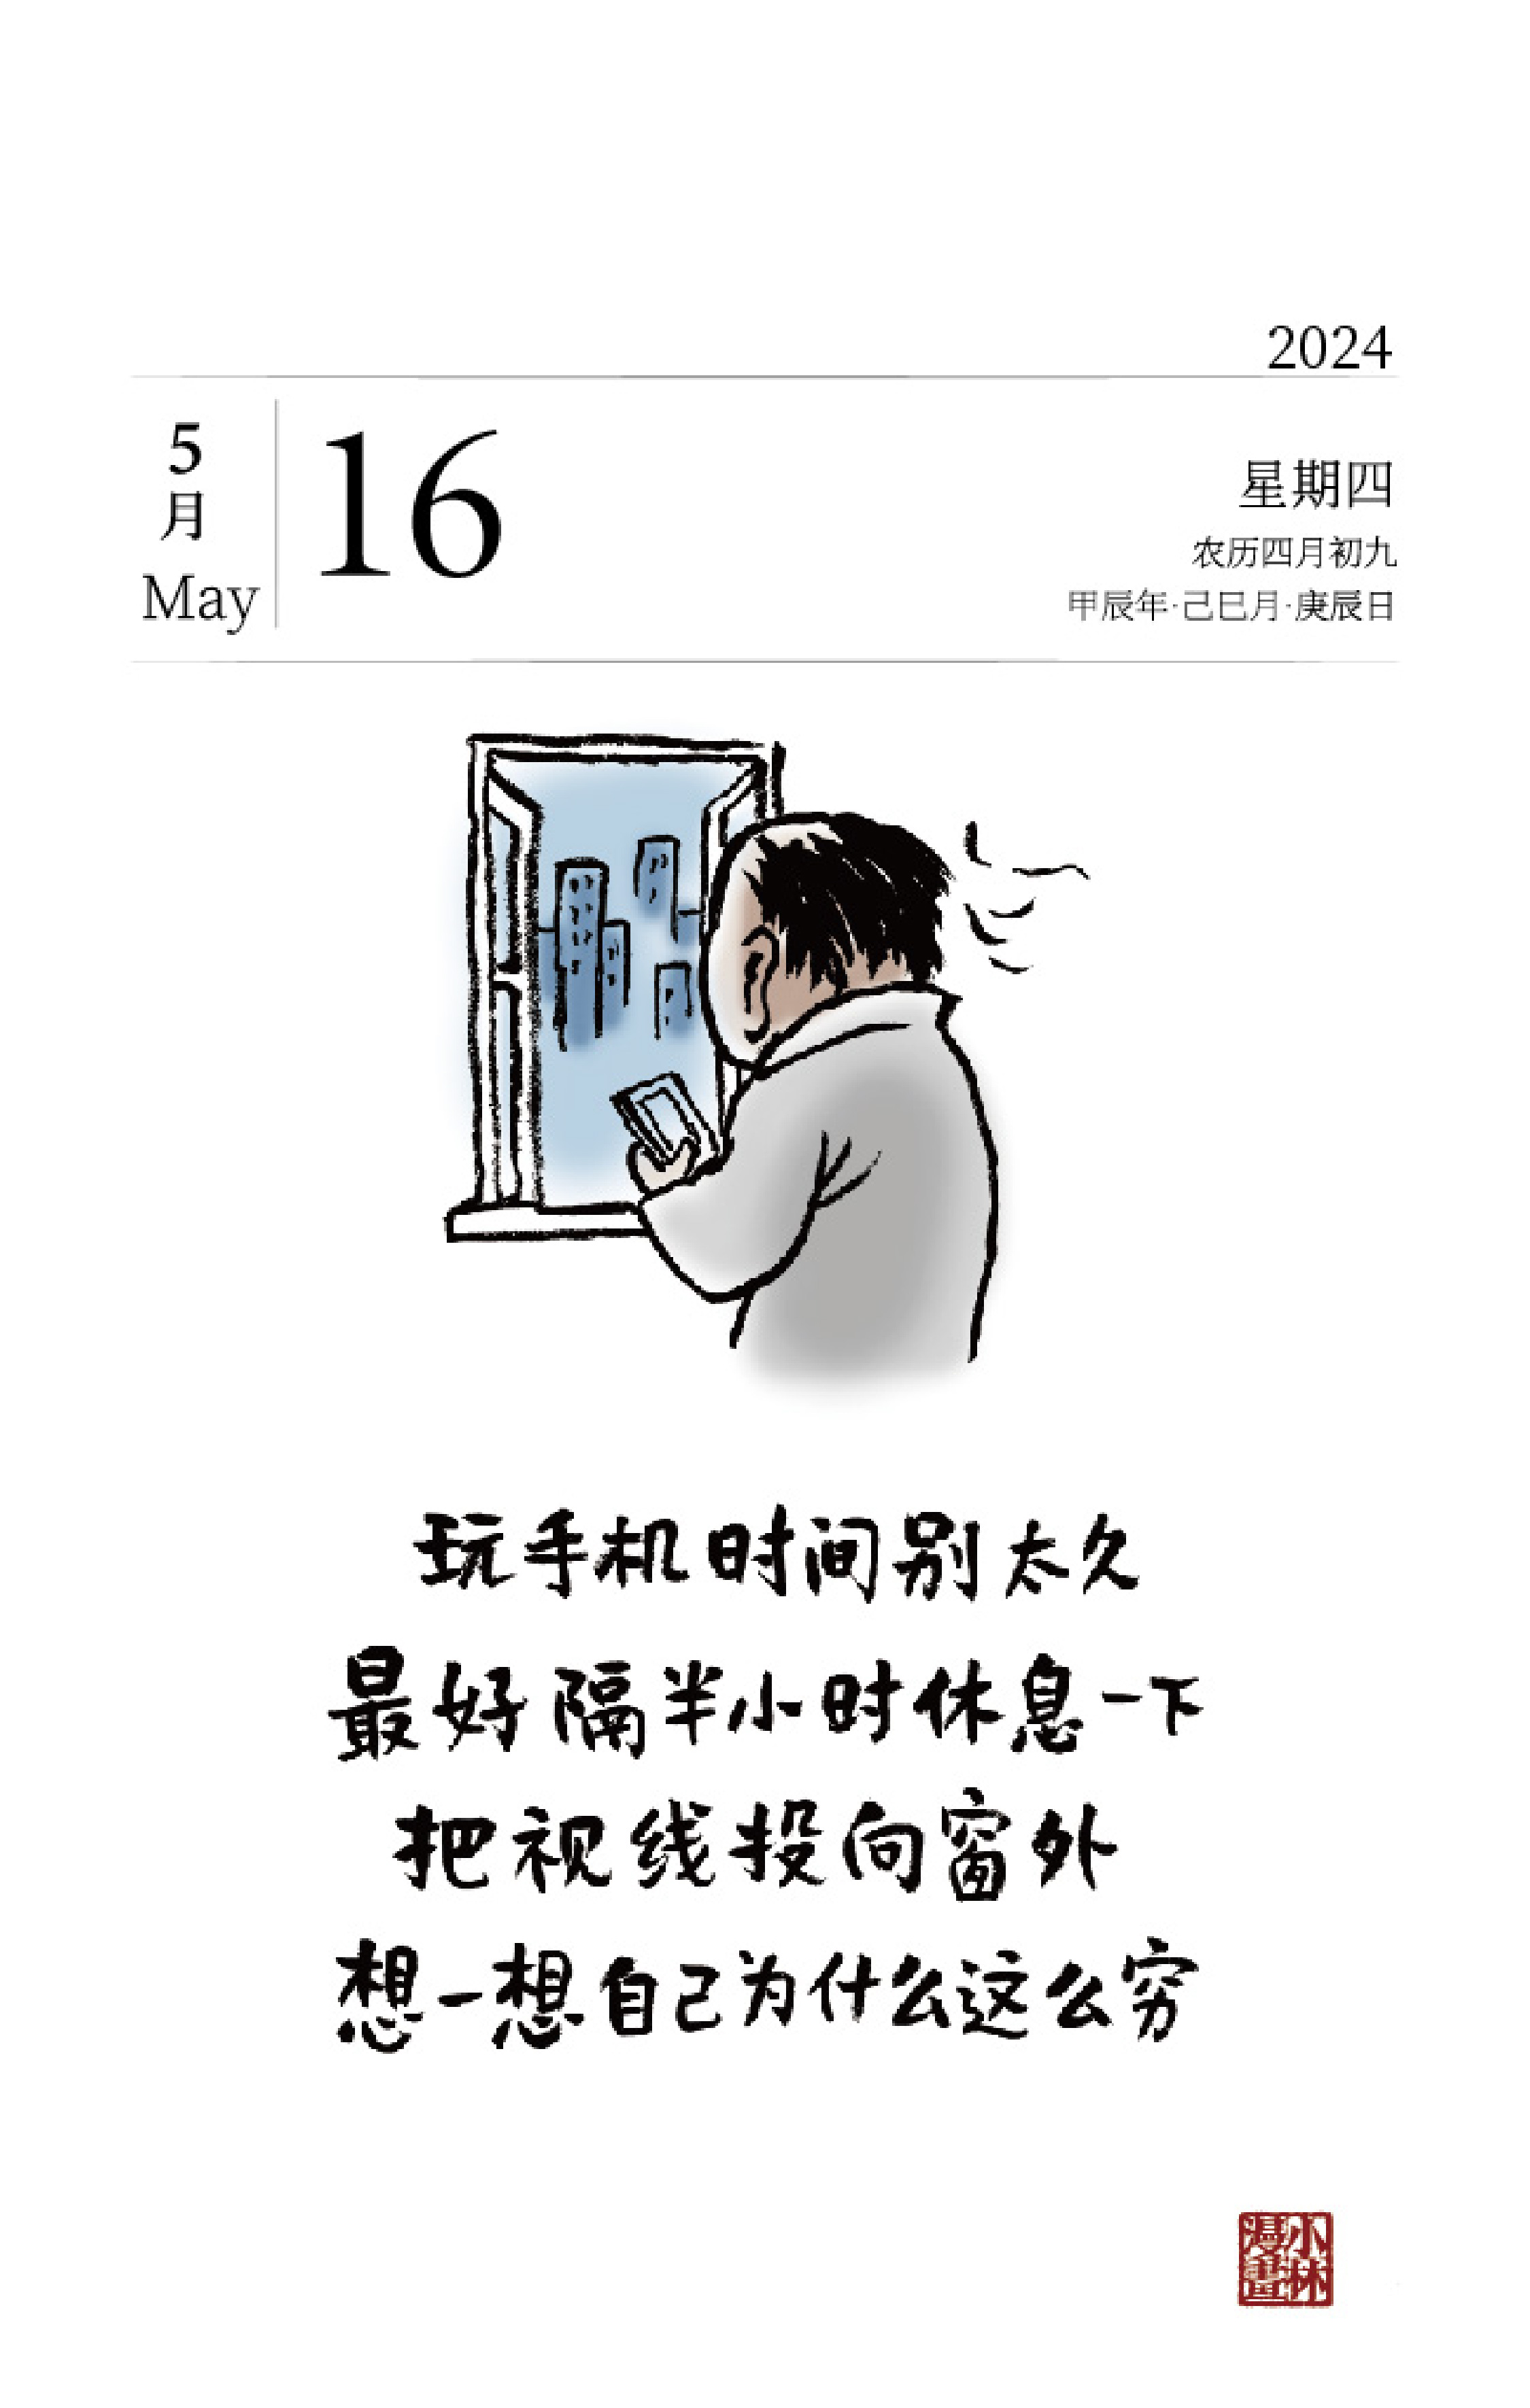 2024
5
月
May
16
星期四
农历四月初九
甲辰年·己巳月·庚辰日
玩手机时间别太久
最好隔半小时休息一下
把视线投向窗外
想一想自己为什么这么穷
小林
漫画